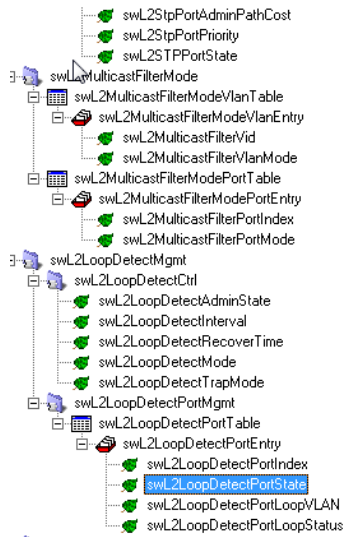 swL2StpPortAdminPathCost
swL2StpPortPriority
swL2STPPortState
swL2MulticastFilterMode
swL2MulticastFilterModeVlanTable
swL2MulticastFilterModeVlanEntry
swL2MulticastFilterVid
swL2MulticastFilterVlanMode
swL2MulticastFilterModePortTable
swL2MulticastFilterModePortEntry
swL2MulticastFilterPortIndex
swL2MulticastFilterPortMode
swL2LoopDetectMgmt
swL2LoopDetectCtrl
swL2LoopDetectAdminState
swL2LoopDetectInterval
swL2LoopDetectRecoverTime
swL2LoopDetectMode
swL2LoopDetectTrapMode
swL2LoopDetectPortMgmt
swL2LoopDetectPortTable
swL2LoopDetectPortEntry
swL2LoopDetectPortIndex
swL2LoopDetectPortState
swL2LoopDetectPortLoopVLAN
swL2LoopDetectPortLoopStatus